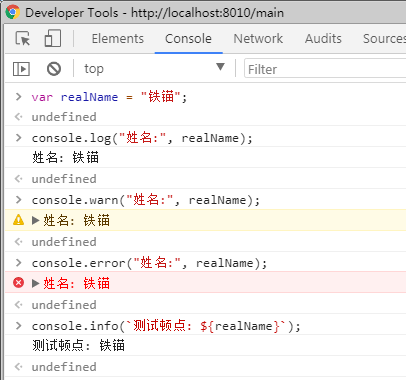 Developer Tools - http://localhost:8010/main
Elements Console Network Audits Sources
top Filter
> var realName = "铁锚";
undefined
> console.log("姓名:", realName);
姓名: 铁锚
undefined
> console.warn("姓名:", realName);
姓名: 铁锚
undefined
> console.error("姓名:", realName);
姓名: 铁锚
undefined
> console.info(`测试顿点: ${realName}`);
测试顿点: 铁锚
undefined